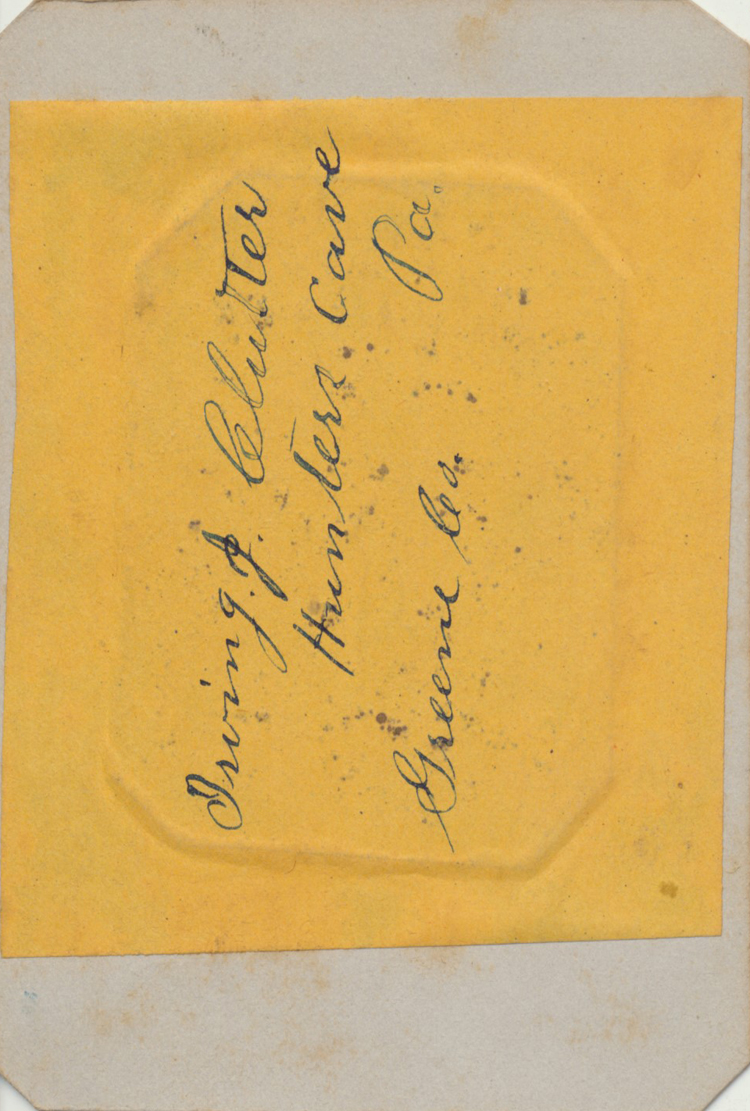 Irving. J. Clutter
Hunters Cave
Greene Co. Pa.